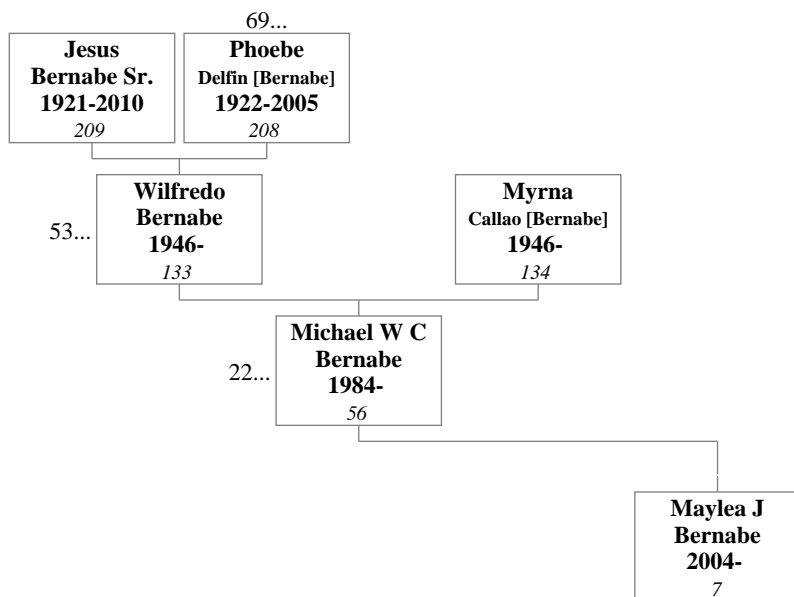 69...
Jesus
Bernabe Sr.
1921-2010
209
Phoebe
Delfin [Bernabe]
1922-2005
208
53...
Wilfredo
Bernabe
1946-
133
Myrna
Callao [Bernabe]
1946-
134
22...
Michael W C
Bernabe
1984-
56
Maylea J
Bernabe
2004-
7